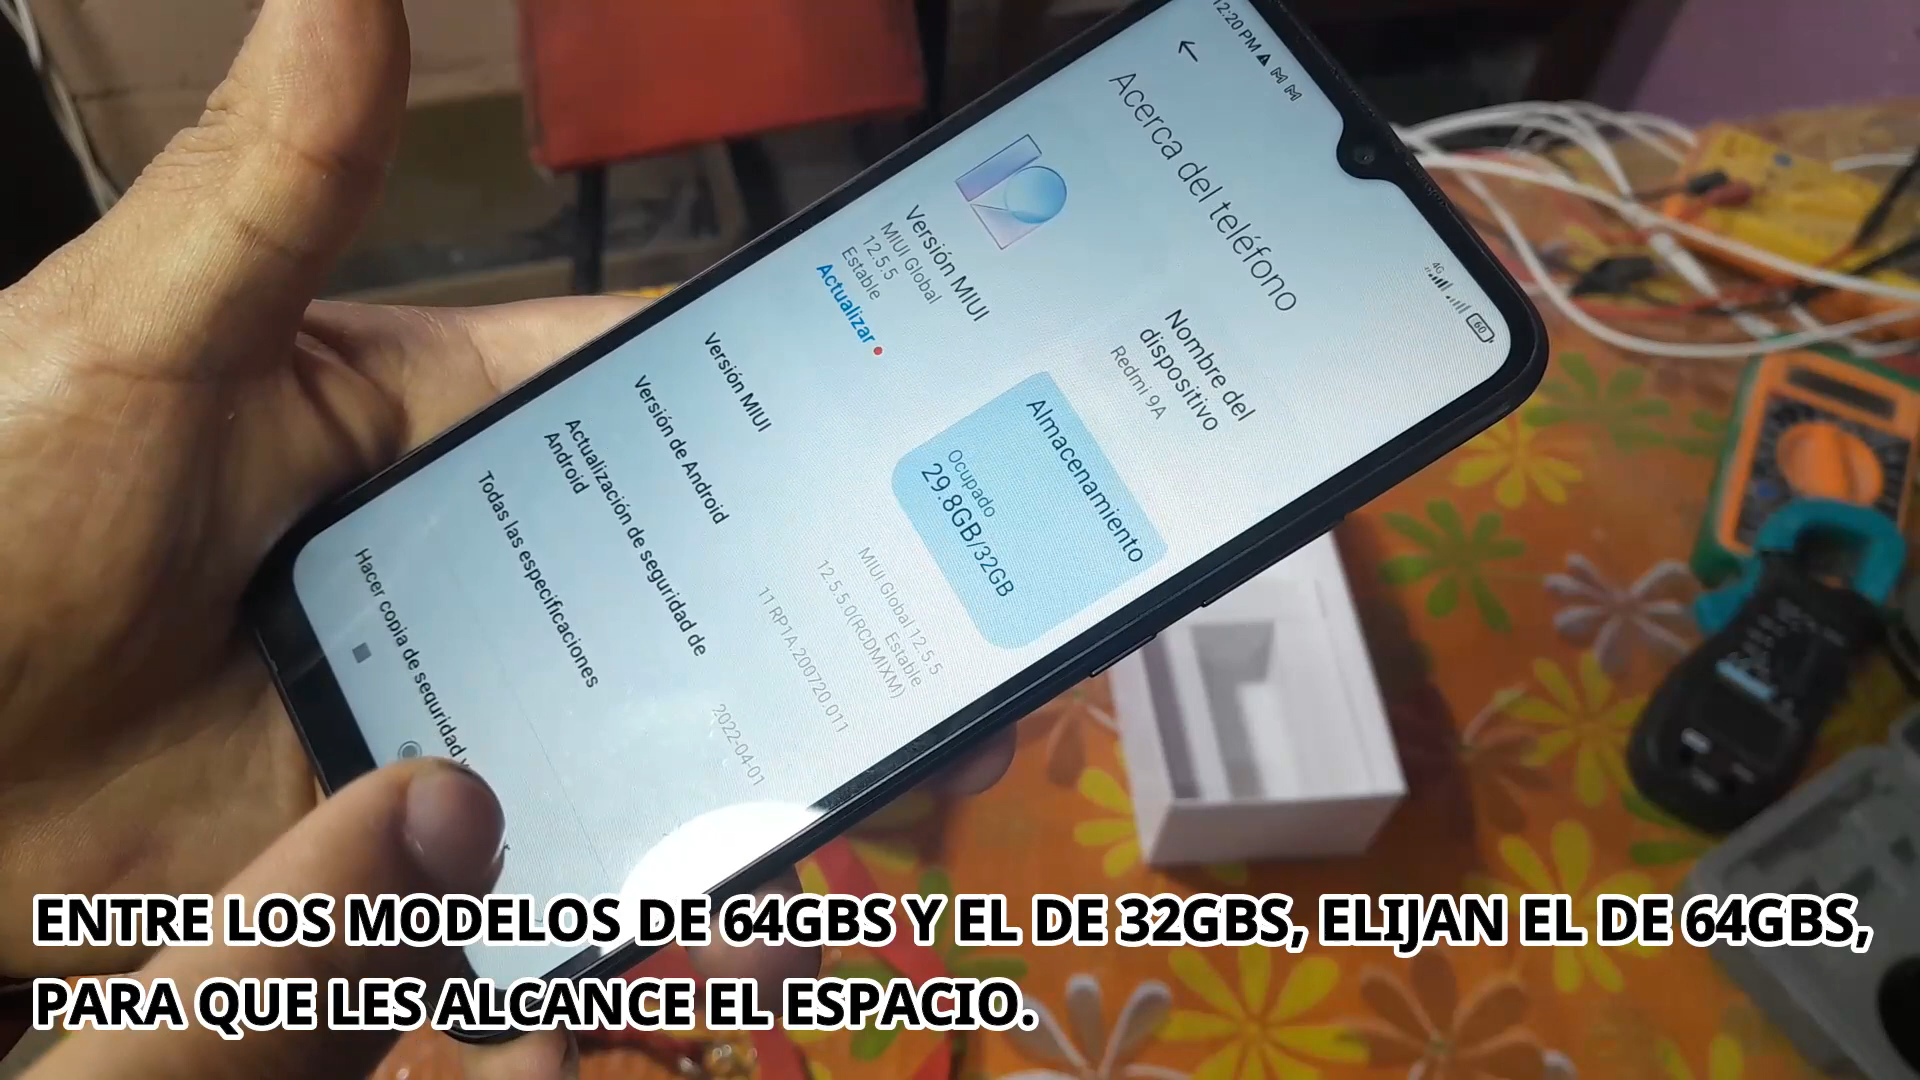 12:20 PM
4G
60
Acerca del teléfono
Versión MIUI
MIUI Global
12.5.5
Estable
Actualizar
Nombre del
dispositivo
Redmi 9A
Almacenamiento
Ocupado
29.8GB/32GB
Versión MIUI
MIUI Global 12.5.5
Estable
12.5.5.0(RCDMIXM)
Versión de Android
11 RP1A.200720.011
Actualización de seguridad de
Android
2022-04-01
Todas las especificaciones
Hacer copia de seguridad y
ENTRE LOS MODELOS DE 64GBS Y EL DE 32GBS, ELIJAN EL DE 64GBS,
PARA QUE LES ALCANCE EL ESPACIO.